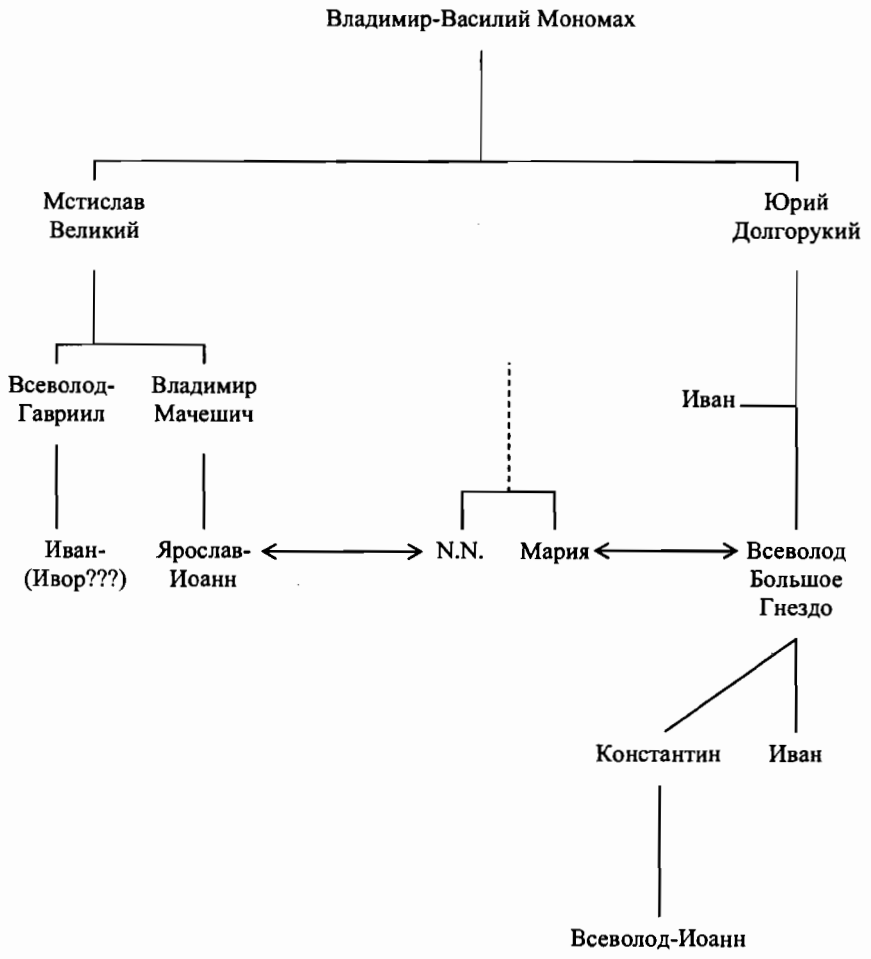 Владимир-Василий Мономах
Мстислав
Великий
Юрий
Долгорукий
Всеволод-
Гавриил
Владимир
Мачешич
Иван
Иван-
(Ивор???)
Ярослав-
Иоанн
N.N.
Мария
Всеволод
Большое
Гнездо
Константин
Иван
Всеволод-Иоанн